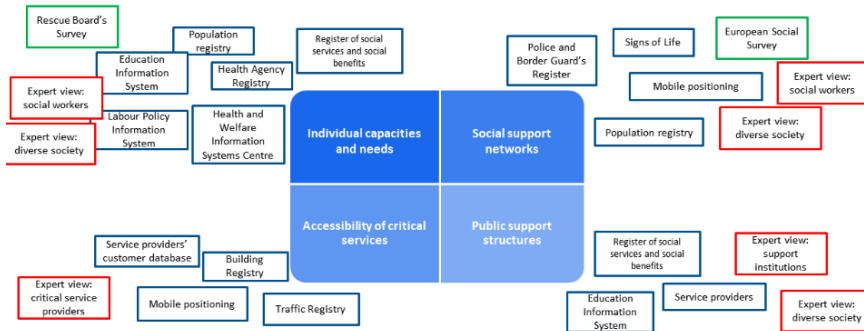 Rescue Board's
Survey
Population
registry
Register of social
services and social
benefits
Education
Information
System
Health Agency
Registry
Expert view:
social workers
Labour Policy
Information
System
Health and
Welfare
Information
Systems Centre
Expert view:
diverse society
Police and
Border Guard's
Register
Signs of Life
European Social
Survey
Mobile positioning
Expert view:
social workers
Population registry
Expert view:
diverse society
Individual capacities
and needs
Social support
networks
Accessibility of critical
services
Public support
structures
Service providers'
customer database
Building
Registry
Expert view:
critical service
providers
Mobile positioning
Traffic Registry
Register of social
services and social
benefits
Expert view:
support
institutions
Education
Information
System
Service providers
Expert view:
diverse society